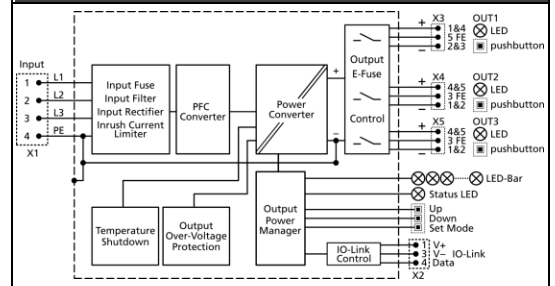 Input
1 L1
2 L2
3 L3
4 PE
X1
Input Fuse
Input Filter
Input Rectifier
Inrush Current
Limiter
PFC
Converter
Power
Converter
+
−
Output
E-Fuse
Control
+ X3 OUT1
1&4 LED
5 FE
− 2&3 pushbutton
+ X4 OUT2
4&5 LED
3 FE
− 1&2 pushbutton
+ X5 OUT3
4&5 LED
3 FE
− 1&2 pushbutton
Temperature
Shutdown
Output
Over-Voltage
Protection
Output
Power
Manager
LED-Bar
Status LED
Up
Down
Set Mode
IO-Link
Control
1 V+
3 V− IO-Link
4 Data
X2